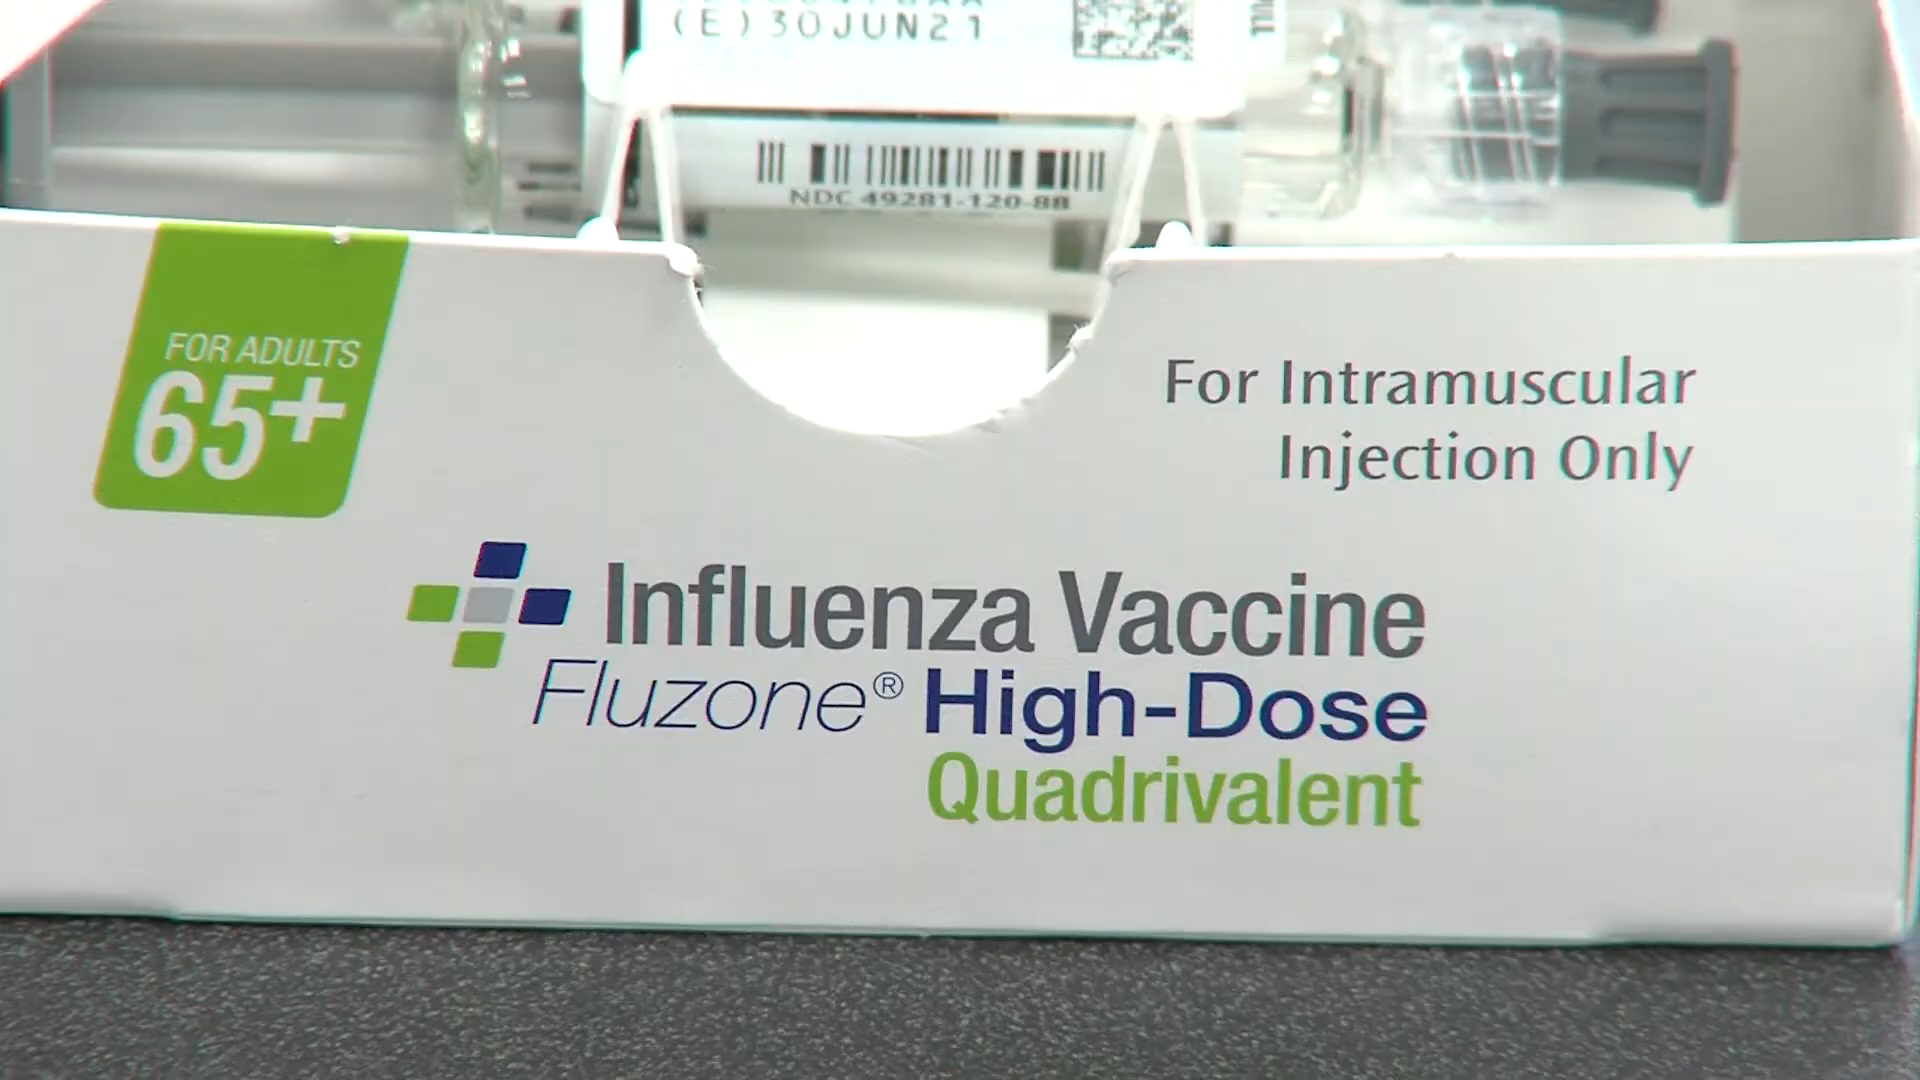 (E)30JUN21
NDC 49281-120-88
FOR ADULTS
65+
For Intramuscular
Injection Only
Influenza Vaccine
Fluzone® High-Dose
Quadrivalent